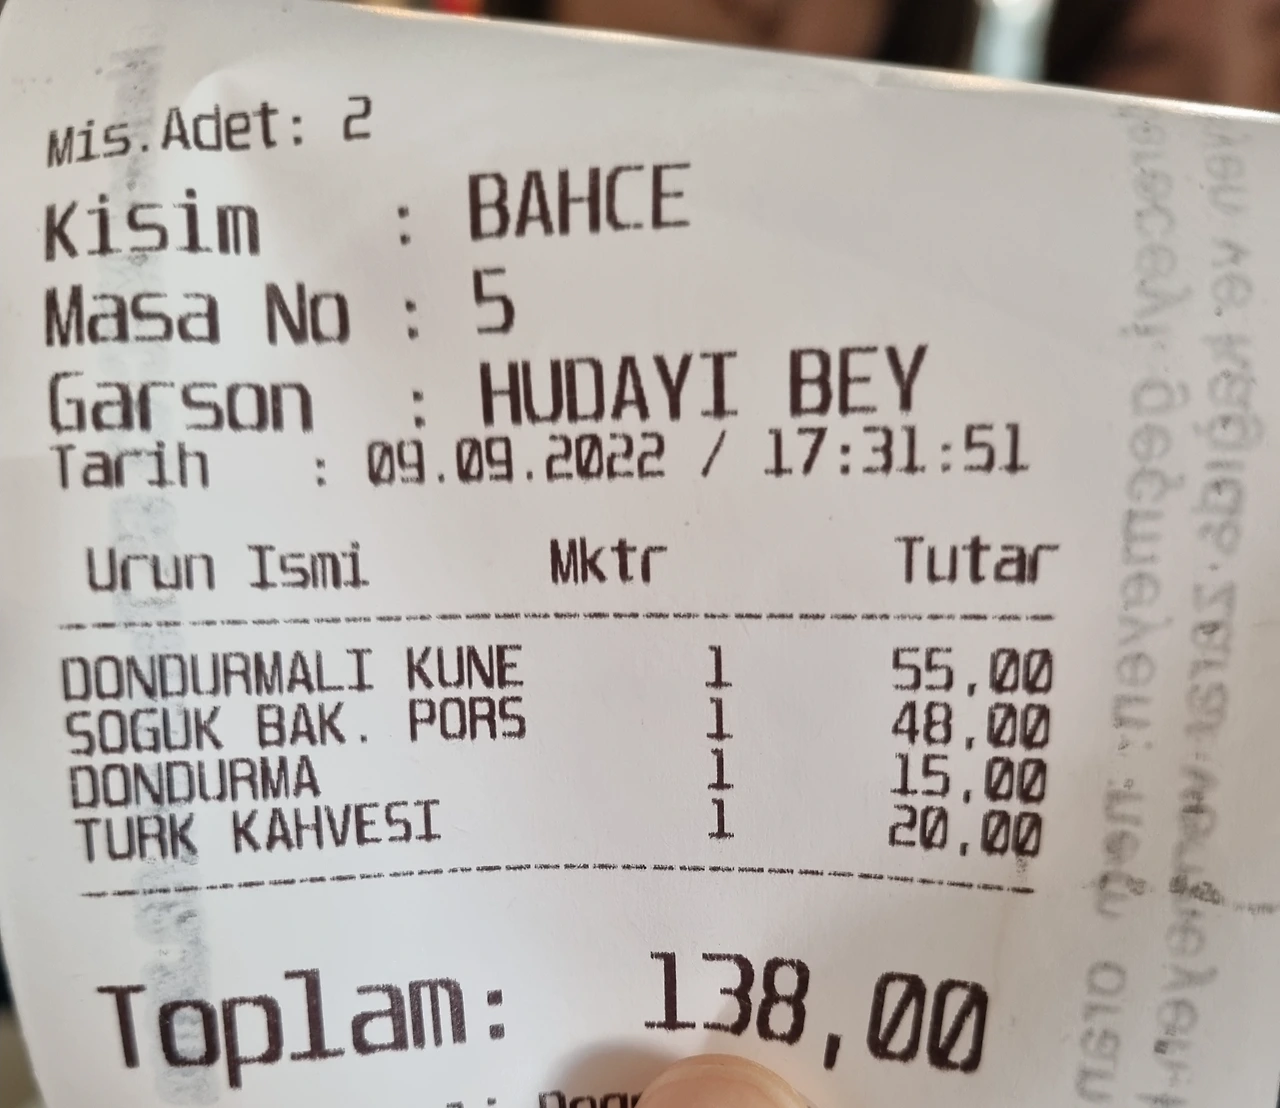 Mis.Adet: 2
Kisim : BAHCE
Masa No : 5
Garson : HUDAYI BEY
Tarih : 09.09.2022 / 17:31:51
Urun Ismi Mktr Tutar
DONDURMALI KUNE 1 55,00
SOGUK BAK. PORS 1 48,00
DONDURMA 1 15,00
TURK KAHVESI 1 20,00
Toplam: 138,00